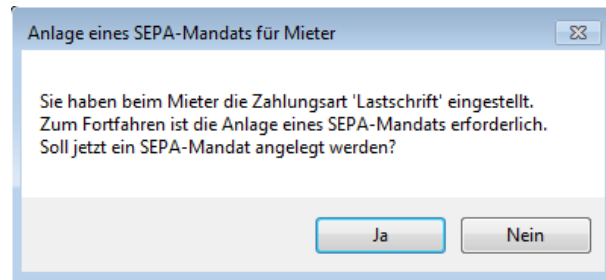 Anlage eines SEPA-Mandats für Mieter
Sie haben beim Mieter die Zahlungsart 'Lastschrift' eingestellt.
Zum Fortfahren ist die Anlage eines SEPA-Mandats erforderlich.
Soll jetzt ein SEPA-Mandat angelegt werden?
Ja
Nein